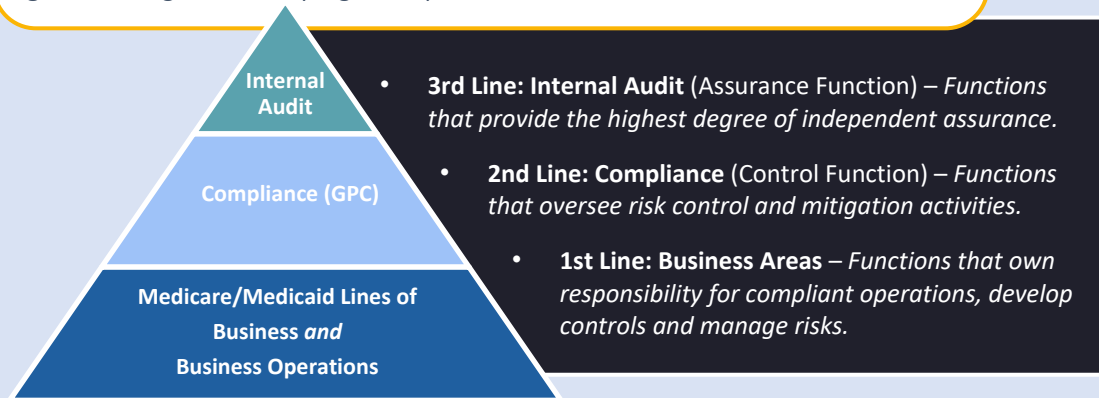 Internal
Audit
Compliance (GPC)
Medicare/Medicaid Lines of
Business and
Business Operations
• 3rd Line: Internal Audit (Assurance Function) – Functions
that provide the highest degree of independent assurance.
• 2nd Line: Compliance (Control Function) – Functions
that oversee risk control and mitigation activities.
• 1st Line: Business Areas – Functions that own
responsibility for compliant operations, develop
controls and manage risks.